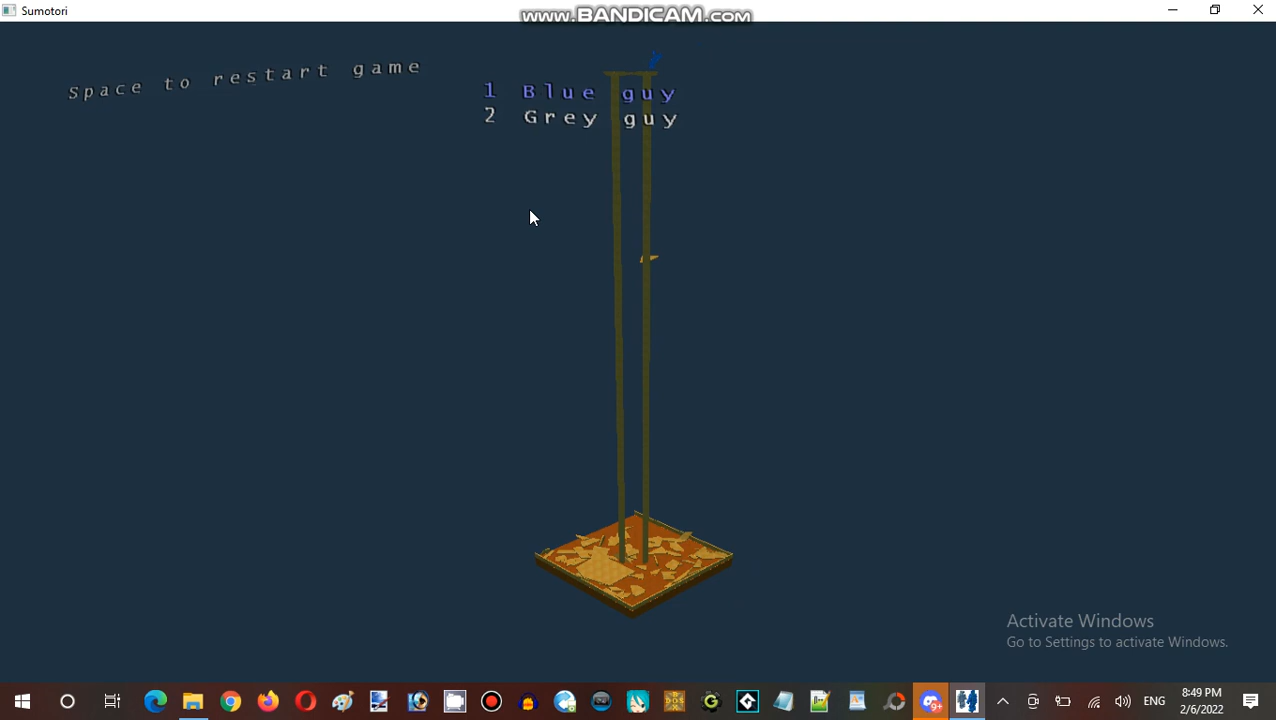 Sumotori
www.BANDICAM.com
Space to restart game
1 Blue guy
2 Grey guy
Activate Windows
Go to Settings to activate Windows.
9+
ENG
8:49 PM
2/6/2022